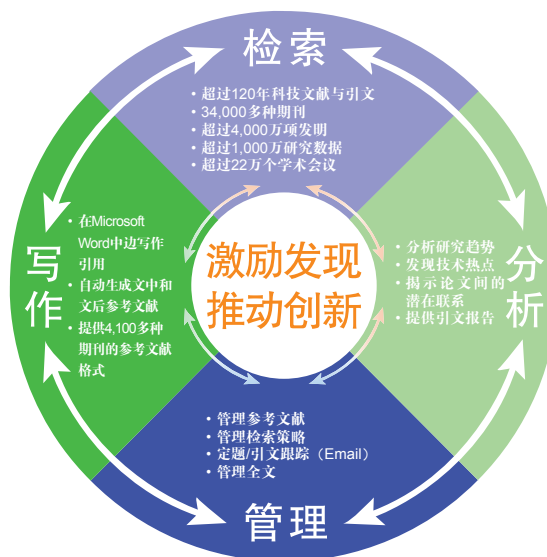 检索
• 超过120年科技文献与引文
• 34,000多种期刊
• 超过4,000万项发明
• 超过1,000万研究数据
• 超过22万个学术会议
写作
• 在Microsoft
Word中边写作
引用
• 自动生成文中和
文后参考文献
• 提供4,100多种
期刊的参考文献
格式
激励发现
推动创新
• 分析研究趋势
• 发现技术热点
• 揭示论文间的
潜在联系
• 提供引文报告
分析
• 管理参考文献
• 管理检索策略
• 定题/引文跟踪（Email）
• 管理全文
管理